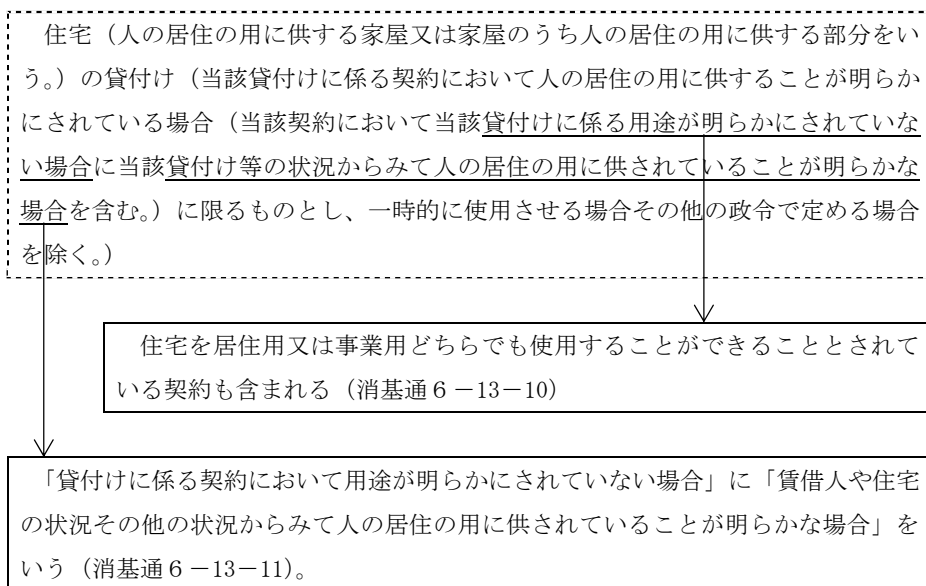 住宅（人の居住の用に供する家屋又は家屋のうち人の居住の用に供する部分をい
う。）の貸付け（当該貸付けに係る契約において人の居住の用に供することが明らか
にされている場合（当該契約において当該貸付けに係る用途が明らかにされていな
い場合に当該貸付け等の状況からみて人の居住の用に供されていることが明らかな
場合を含む。）に限るものとし、一時的に使用させる場合その他の政令で定める場合
を除く。）
住宅を居住用又は事業用どちらでも使用することができることとされて
いる契約も含まれる（消基通６－13－10）
「貸付けに係る契約において用途が明らかにされていない場合」に「賃借人や住宅
の状況その他の状況からみて人の居住の用に供されていることが明らかな場合」を
いう（消基通６－13－11）。